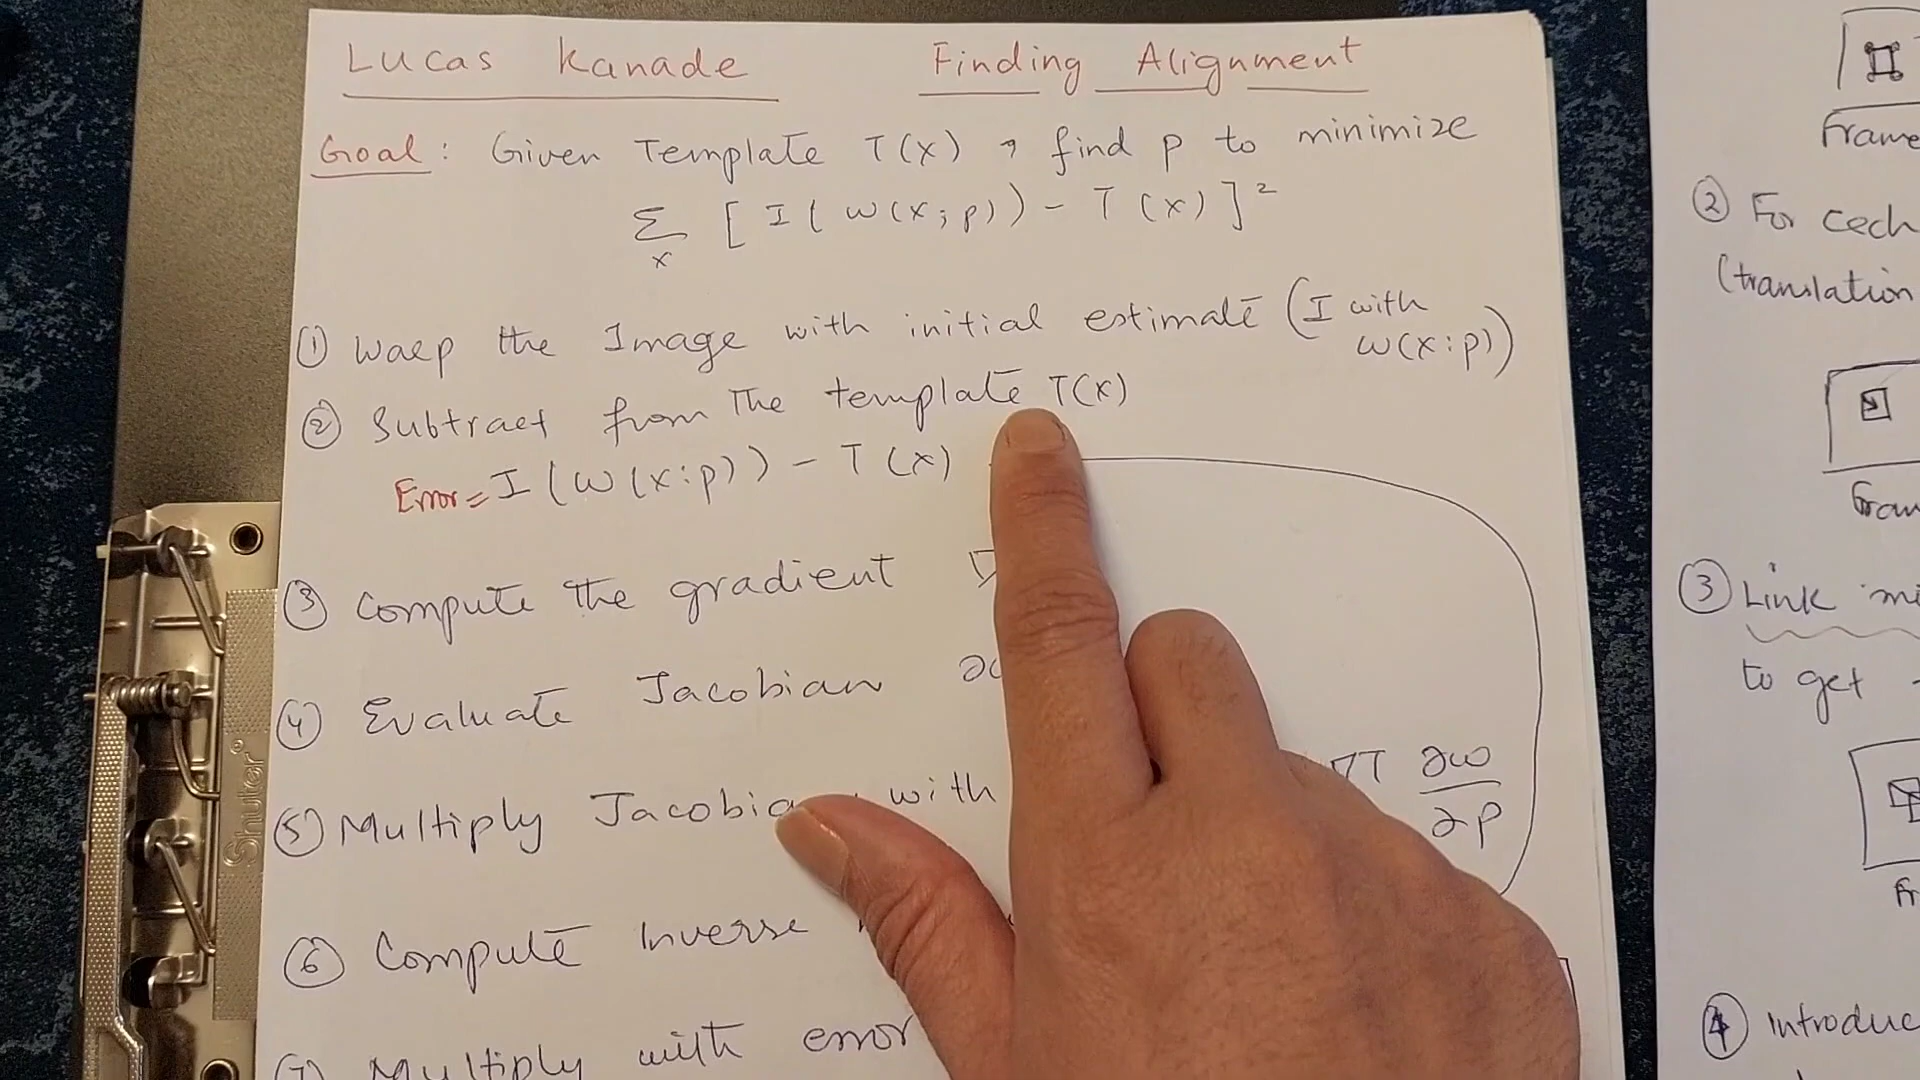 Lucas Kanade Finding Alignment
Goal: Given Template T(x), find p to minimize
Σ [I(w(x;p)) - T(x)]²
x
① Warp the Image with initial estimate (I with
w(x:p))
② Subtract from The template T(x)
Error = I(w(x:p)) - T(x)
③ Compute the gradient ∇
④ Evaluate Jacobian ∂
⑤ Multiply Jacobian with ∇T ∂w
∂p
⑥ Compute Inverse
⑦ Multiply with error
Shuter
Frame
② For each
(translation
③ Link
to get
④ Introduc